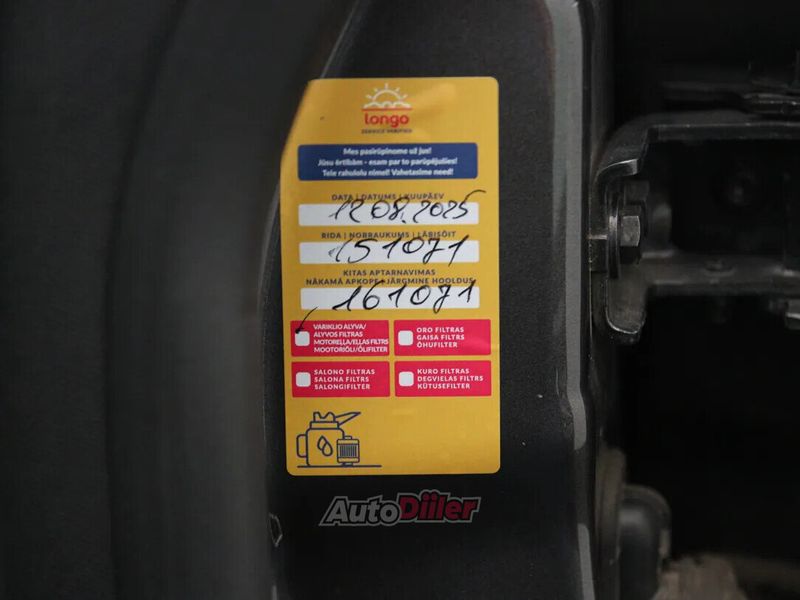 longo
SERVICE VERIFIED
Mes pasirūpinome už jus!
Jūsu ērtībām - esam par to parūpējušies!
Teie rahulolu nimel! Vahetasime need!
DATA | DATUMS | KUUPÄEV
12 08. 2025
RIDA | NOBRAUKUMS | LÄBISÕIT
151071
KITAS APTARNAVIMAS
NĀKAMĀ APKOPE | JÄRGMINE HOOLDUS
161071
VARIKLIO ALYVA/
ALYVOS FILTRAS
MOTORELLA/ELLAS FILTRS
MOOTORIÕLI/ÕLIFILTER
ORO FILTRAS
GAISA FILTRS
ÕHUFILTER
SALONO FILTRAS
SALONA FILTRS
SALONGIFILTER
KURO FILTRAS
DEGVIELAS FILTRS
KÜTUSEFILTER
AutoDiiler